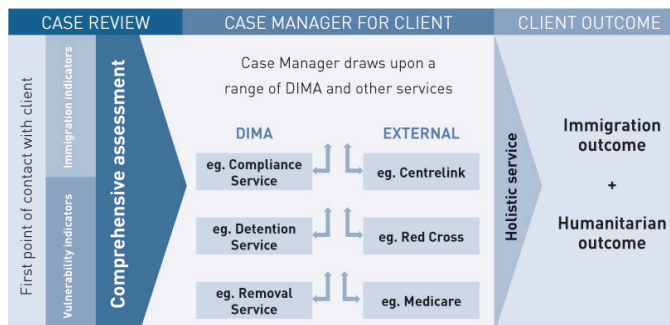 CASE REVIEW
CASE MANAGER FOR CLIENT
CLIENT OUTCOME
First point of contact with client
Immigration indicators
Vulnerability indicators
Comprehensive assessment
Case Manager draws upon a
range of DIMA and other services
DIMA
EXTERNAL
eg. Compliance
Service
eg. Centrelink
eg. Detention
Service
eg. Red Cross
eg. Removal
Service
eg. Medicare
Holistic service
Immigration
outcome
+
Humanitarian
outcome